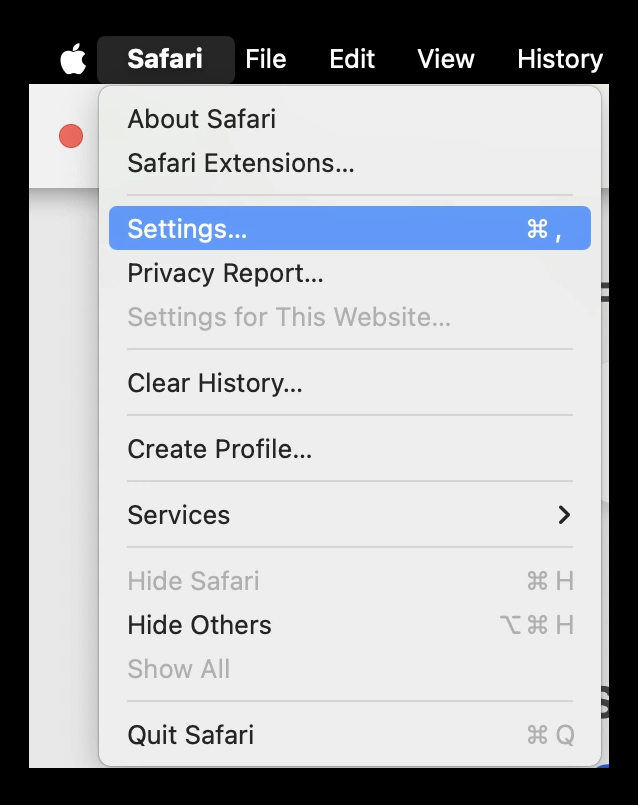 Safari File Edit View History
About Safari
Safari Extensions...
Settings... ⌘ ,
Privacy Report...
Settings for This Website...
Clear History...
Create Profile...
Services
Hide Safari ⌘ H
Hide Others ⌥ ⌘ H
Show All
Quit Safari ⌘ Q